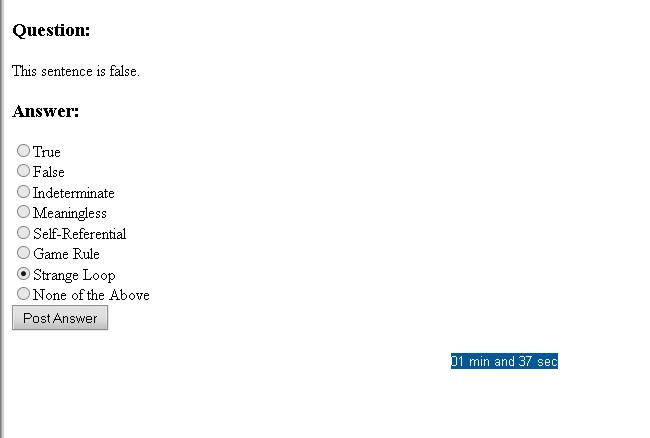 Question:
This sentence is false.
Answer:
True
False
Indeterminate
Meaningless
Self-Referential
Game Rule
Strange Loop
None of the Above
Post Answer
01 min and 37 sec